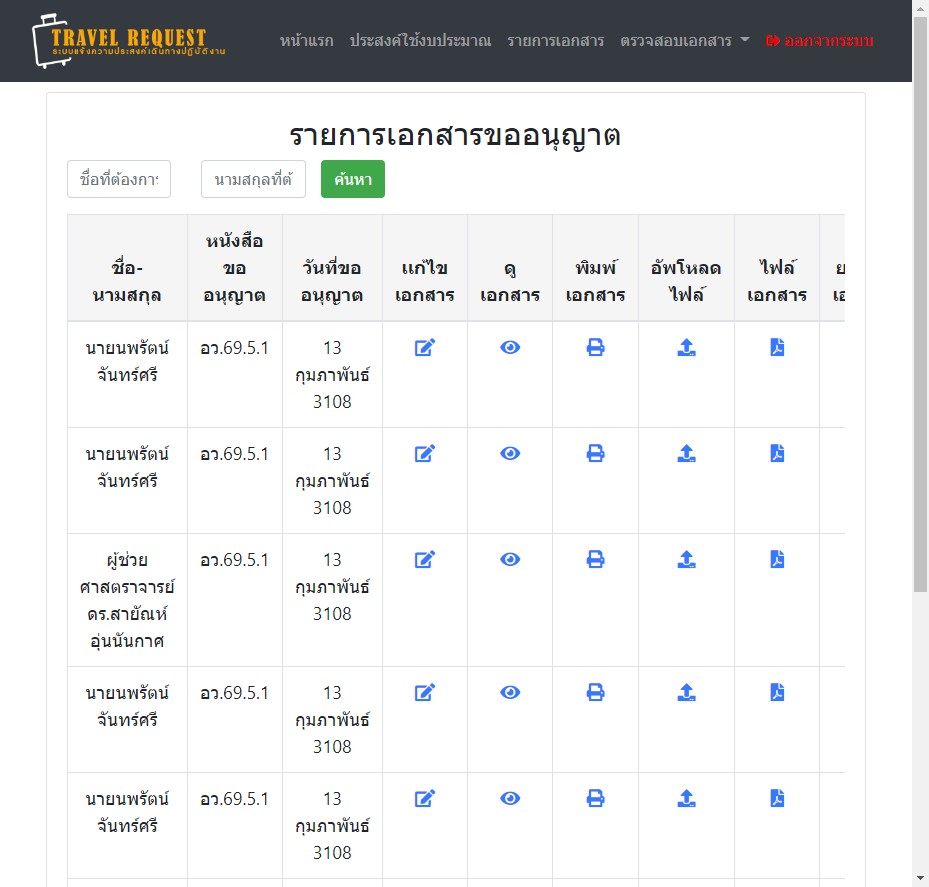 TRAVEL REQUEST
ระบบแจ้งความประสงค์เดินทางปฏิบัติงาน
หน้าแรก ประสงค์ใช้งบประมาณ รายการเอกสาร ตรวจสอบเอกสาร ออกจากระบบ
รายการเอกสารขออนุญาต
ชื่อที่ต้องการ นามสกุลที่ต้ ค้นหา
ชื่อ-
นามสกุล
หนังสือ
ขอ
อนุญาต
วันที่ขอ
อนุญาต
แก้ไข
เอกสาร
ดู
เอกสาร
พิมพ์
เอกสาร
อัพโหลด
ไฟล์
ไฟล์
เอกสาร
นายนพรัตน์
จันทร์ศรี
อว.69.5.1
13
กุมภาพันธ์
3108
นายนพรัตน์
จันทร์ศรี
อว.69.5.1
13
กุมภาพันธ์
3108
ผู้ช่วย
ศาสตราจารย์
ดร.สายัณห์
อุ่นนันกาศ
อว.69.5.1
13
กุมภาพันธ์
3108
นายนพรัตน์
จันทร์ศรี
อว.69.5.1
13
กุมภาพันธ์
3108
นายนพรัตน์
จันทร์ศรี
อว.69.5.1
13
กุมภาพันธ์
3108